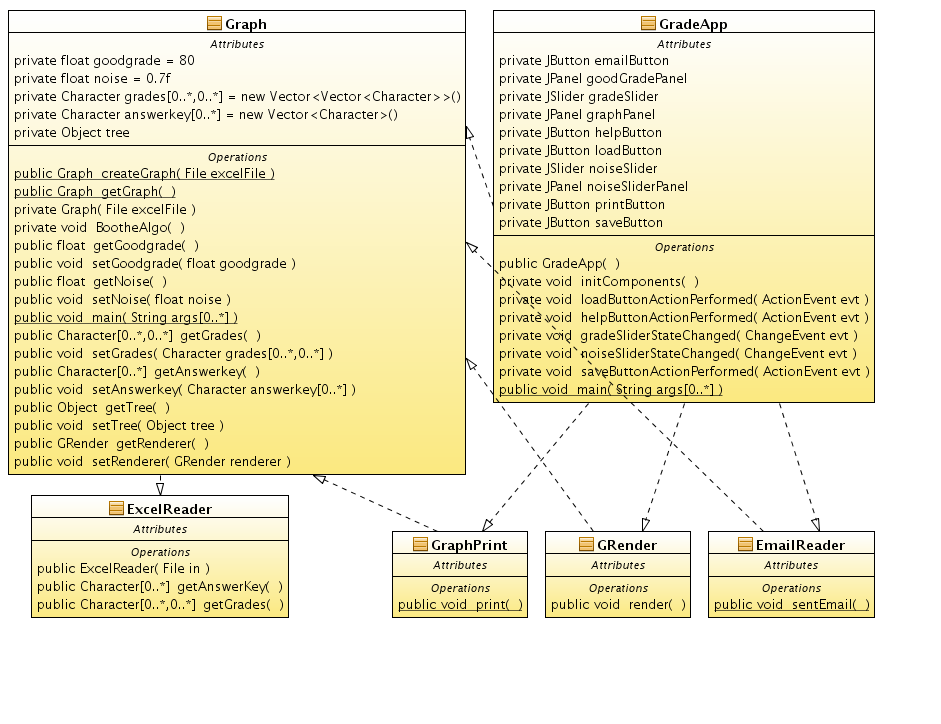 Graph
Attributes
private float goodgrade = 80
private float noise = 0.7f
private Character grades[0..*,0..*] = new Vector<Vector<Character>>()
private Character answerkey[0..*] = new Vector<Character>()
private Object tree
Operations
public Graph createGraph( File excelFile )
public Graph getGraph( )
private Graph( File excelFile )
private void BootheAlgo( )
public float getGoodgrade( )
public void setGoodgrade( float goodgrade )
public float getNoise( )
public void setNoise( float noise )
public void main( String args[0..*] )
public Character[0..*,0..*] getGrades( )
public void setGrades( Character grades[0..*,0..*] )
public Character[0..*] getAnswerkey( )
public void setAnswerkey( Character answerkey[0..*] )
public Object getTree( )
public void setTree( Object tree )
public GRender getRenderer( )
public void setRenderer( GRender renderer )
GradeApp
Attributes
private JButton emailButton
private JPanel goodGradePanel
private JSlider gradeSlider
private JPanel graphPanel
private JButton helpButton
private JButton loadButton
private JSlider noiseSlider
private JPanel noiseSliderPanel
private JButton printButton
private JButton saveButton
Operations
public GradeApp( )
private void initComponents( )
private void loadButtonActionPerformed( ActionEvent evt )
private void helpButtonActionPerformed( ActionEvent evt )
private void gradeSliderStateChanged( ChangeEvent evt )
private void noiseSliderStateChanged( ChangeEvent evt )
private void saveButtonActionPerformed( ActionEvent evt )
public void main( String args[0..*] )
ExcelReader
Attributes
Operations
public ExcelReader( File in )
public Character[0..*] getAnswerKey( )
public Character[0..*,0..*] getGrades( )
GraphPrint
Attributes
Operations
public void print( )
GRender
Attributes
Operations
public void render( )
EmailReader
Attributes
Operations
public void sentEmail( )